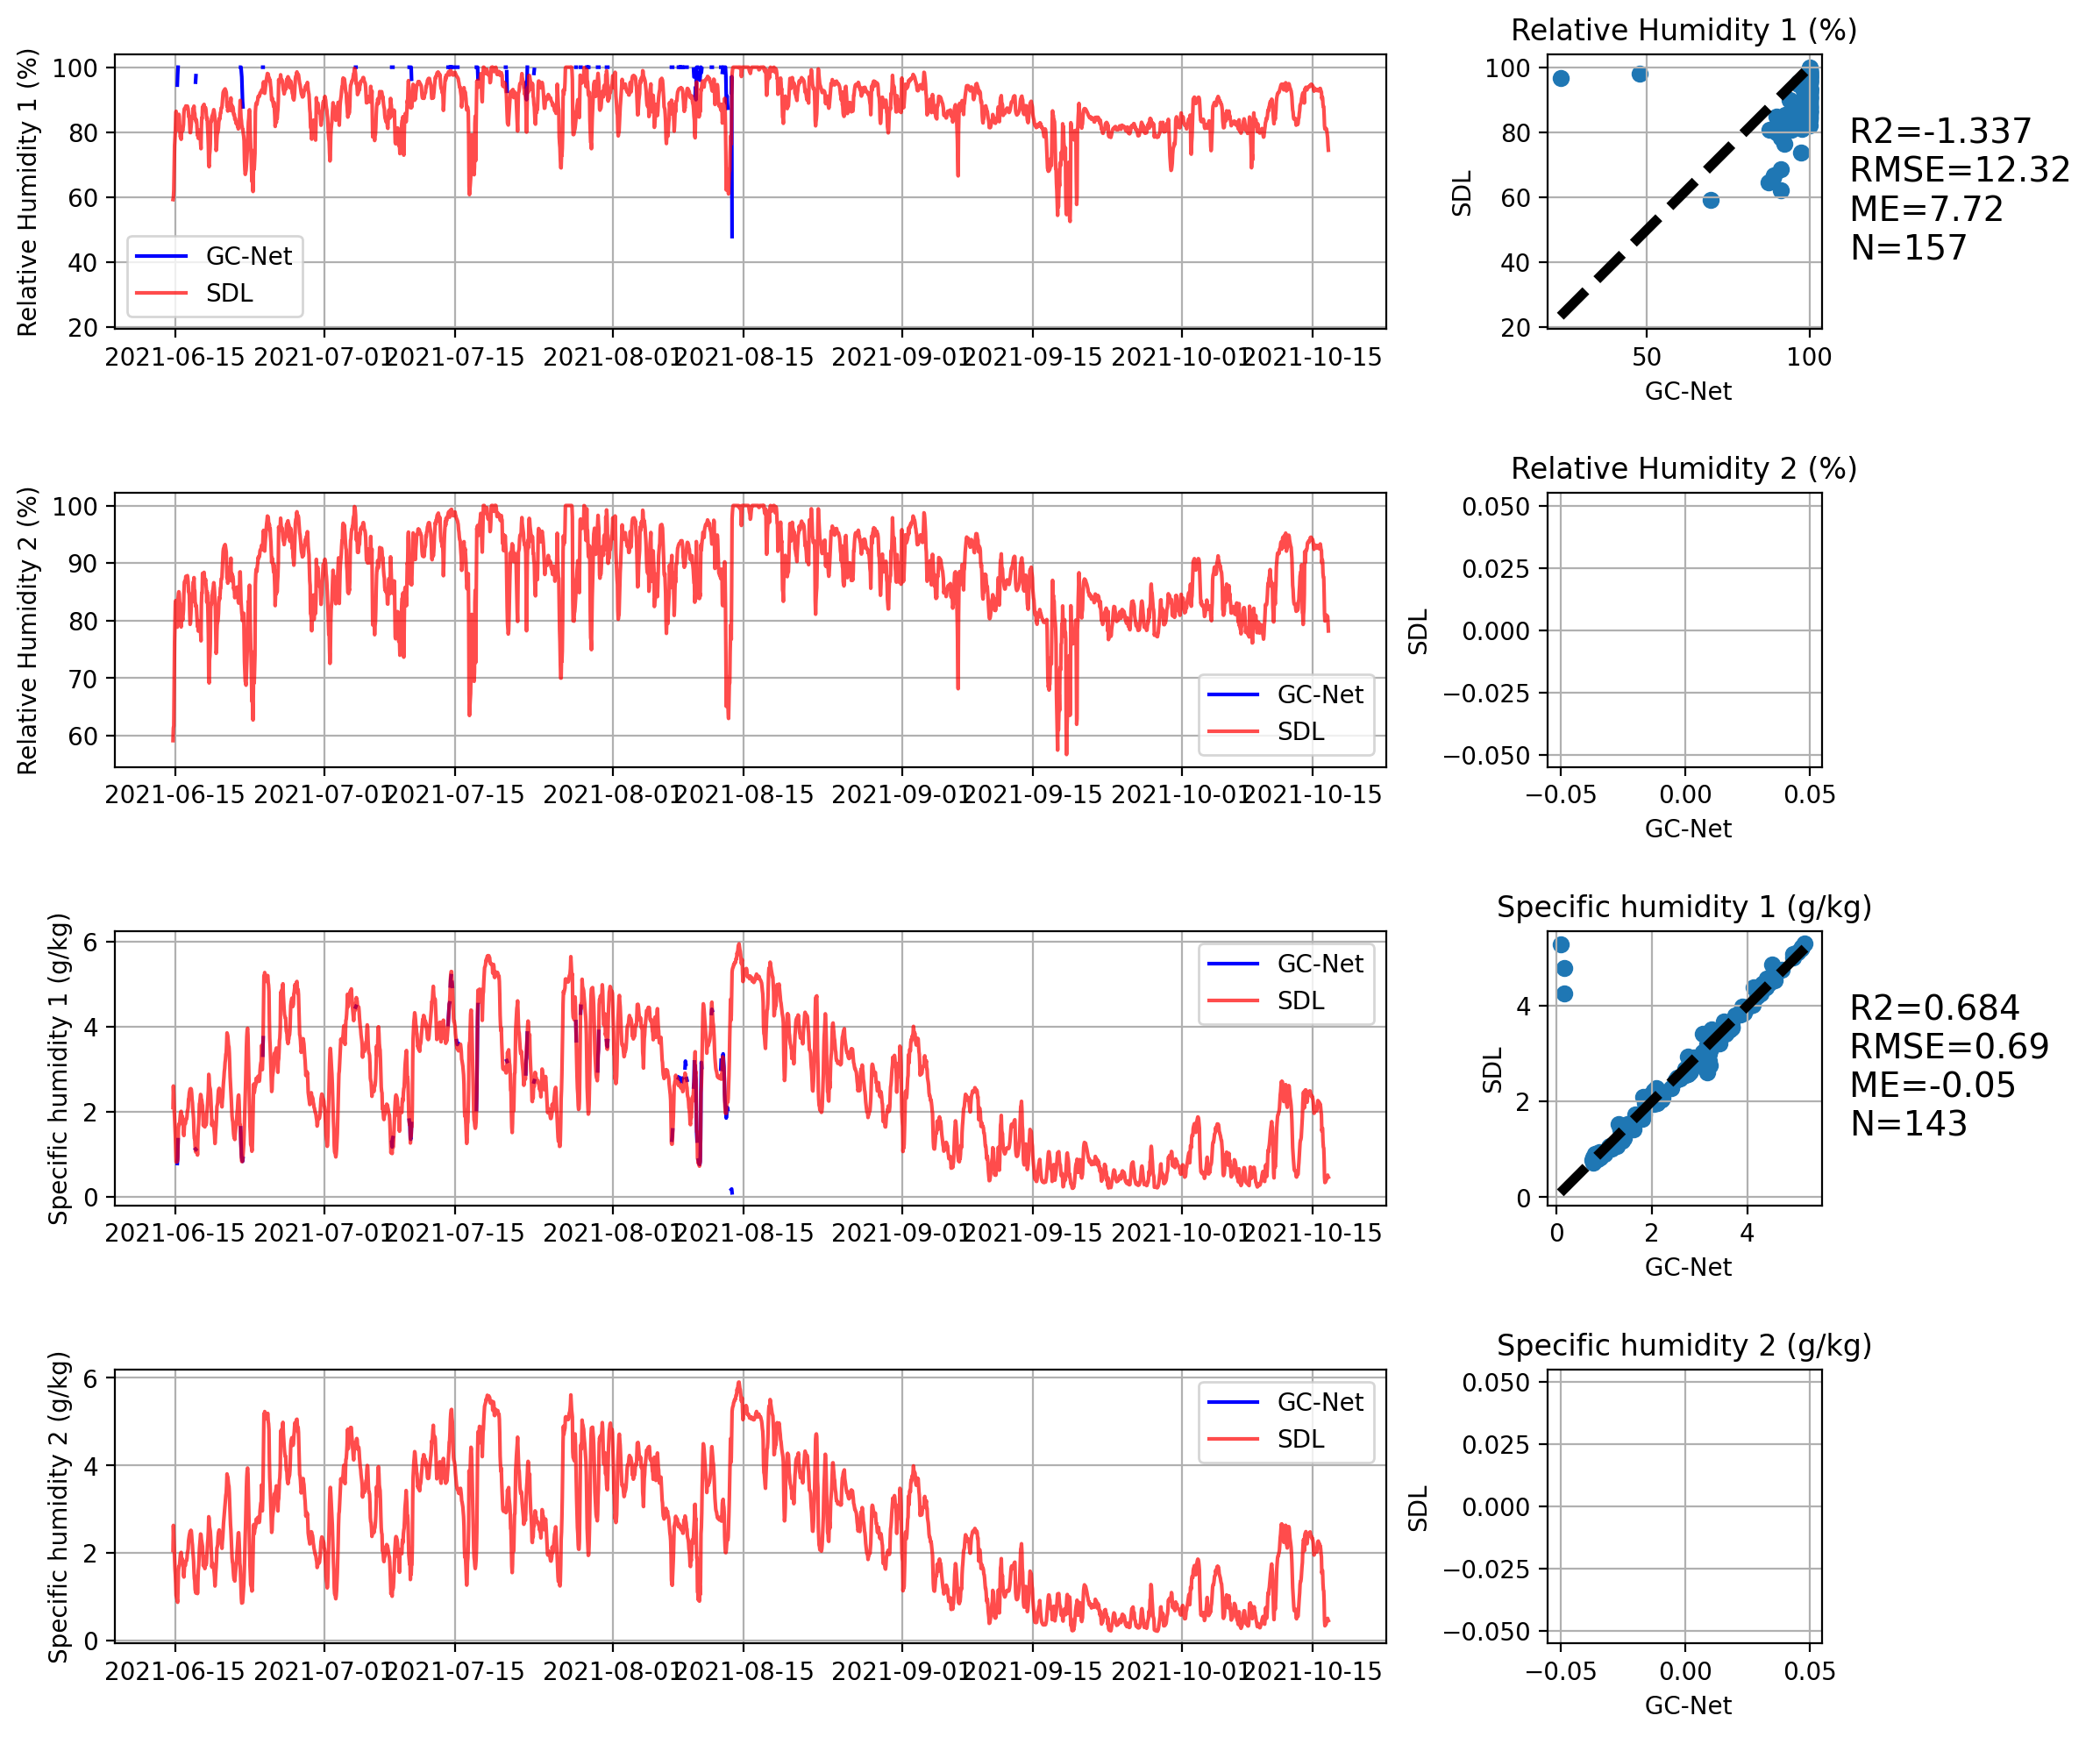 Relative Humidity 1 (%)
100
80
60
40
20
GC-Net
SDL
2021-06-15 2021-07-01 2021-07-15 2021-08-01 2021-08-15 2021-09-01 2021-09-15 2021-10-01 2021-10-15
Relative Humidity 1 (%)
SDL
100
80
60
40
20
50 100
GC-Net
R2=-1.337
RMSE=12.32
ME=7.72
N=157
Relative Humidity 2 (%)
100
90
80
70
60
GC-Net
SDL
2021-06-15 2021-07-01 2021-07-15 2021-08-01 2021-08-15 2021-09-01 2021-09-15 2021-10-01 2021-10-15
Relative Humidity 2 (%)
SDL
0.050
0.025
0.000
−0.025
−0.050
−0.05 0.00 0.05
GC-Net
Specific humidity 1 (g/kg)
6
4
2
0
GC-Net
SDL
2021-06-15 2021-07-01 2021-07-15 2021-08-01 2021-08-15 2021-09-01 2021-09-15 2021-10-01 2021-10-15
Specific humidity 1 (g/kg)
SDL
4
2
0
0 2 4
GC-Net
R2=0.684
RMSE=0.69
ME=-0.05
N=143
Specific humidity 2 (g/kg)
6
4
2
0
GC-Net
SDL
2021-06-15 2021-07-01 2021-07-15 2021-08-01 2021-08-15 2021-09-01 2021-09-15 2021-10-01 2021-10-15
Specific humidity 2 (g/kg)
SDL
0.050
0.025
0.000
−0.025
−0.050
−0.05 0.00 0.05
GC-Net